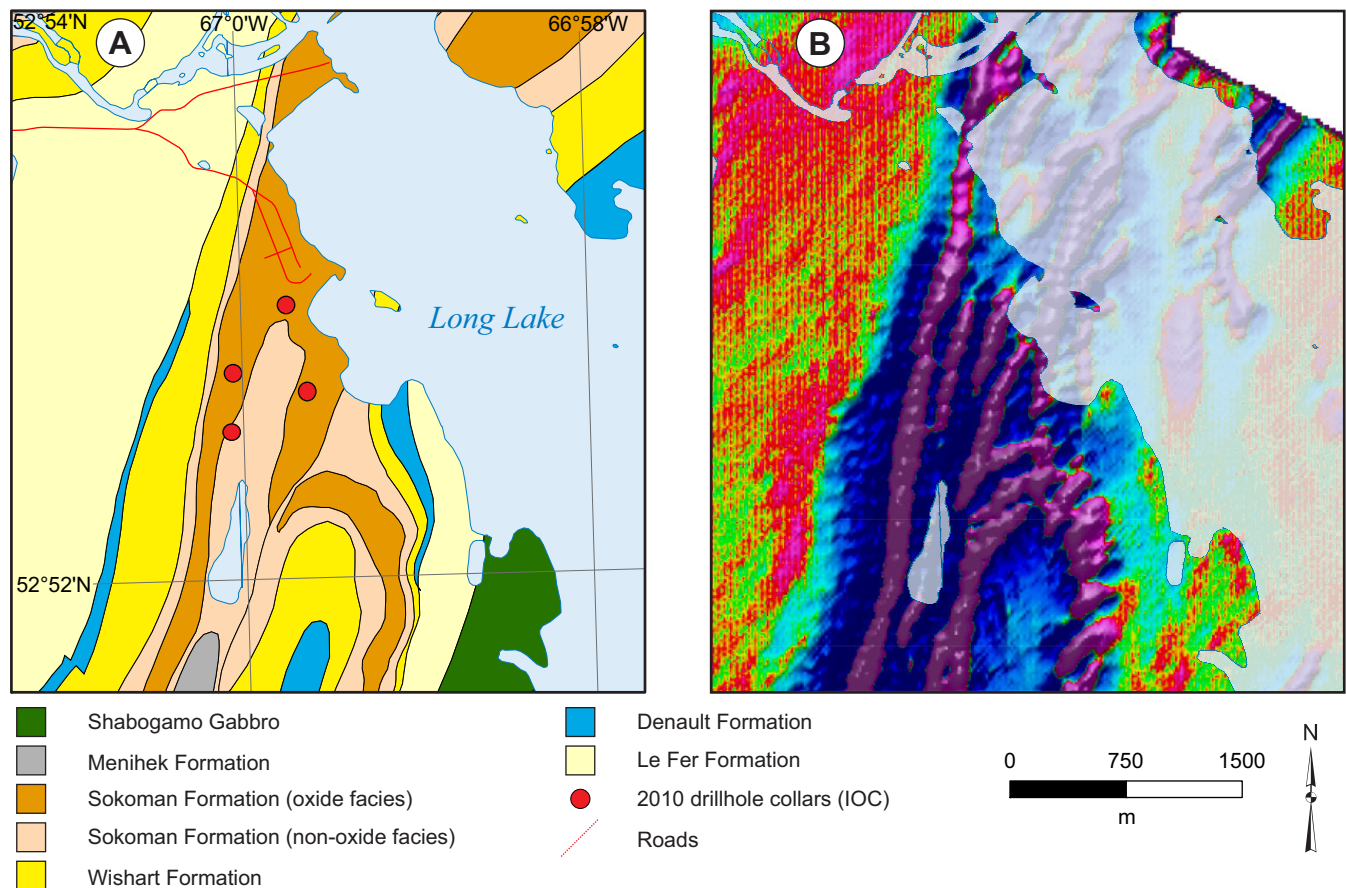 52°54'N
A
67°0'W
66°58'W
Long Lake
52°52'N
B
Shabogamo Gabbro
Menihek Formation
Sokoman Formation (oxide facies)
Sokoman Formation (non-oxide facies)
Wishart Formation
Denault Formation
Le Fer Formation
2010 drillhole collars (IOC)
Roads
0 750 1500
m
N